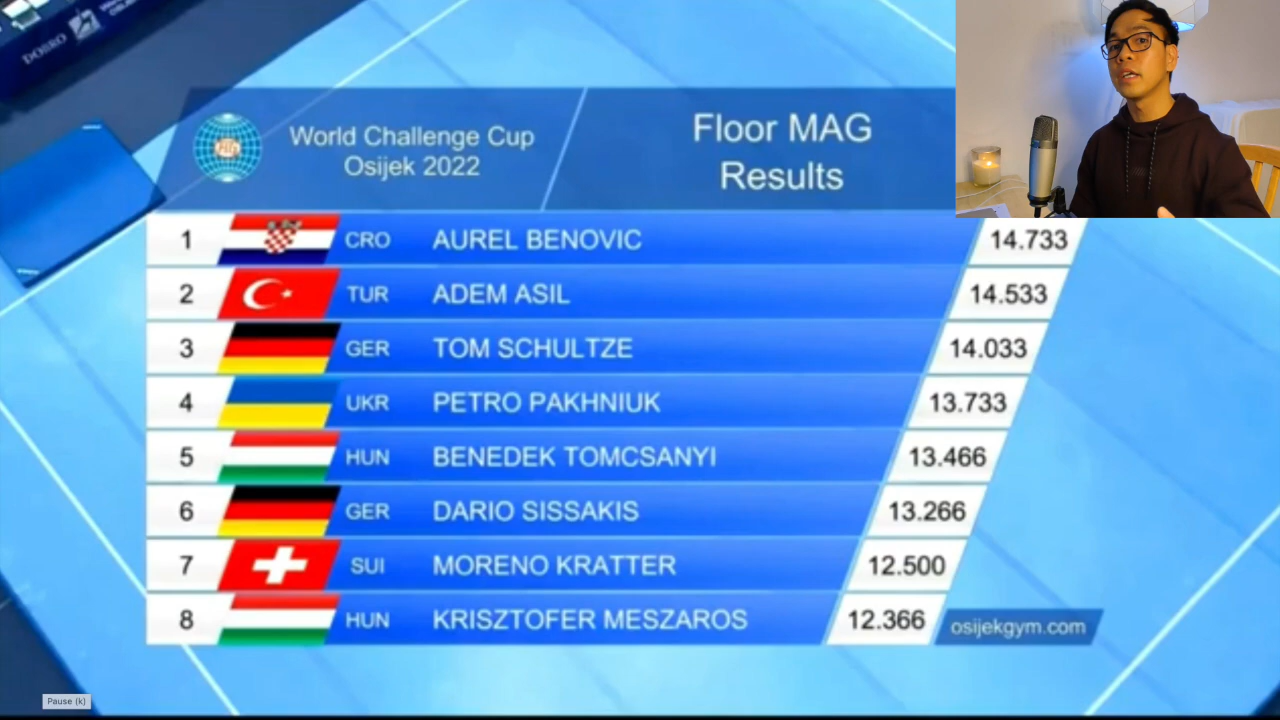 DOBRO
World Challenge Cup
Osijek 2022
Floor MAG
Results
1 CRO AUREL BENOVIC 14.733
2 TUR ADEM ASIL 14.533
3 GER TOM SCHULTZE 14.033
4 UKR PETRO PAKHNIUK 13.733
5 HUN BENEDEK TOMCSANYI 13.466
6 GER DARIO SISSAKIS 13.266
7 SUI MORENO KRATTER 12.500
8 HUN KRISZTOFER MESZAROS 12.366
osijekgym.com
Pause (k)